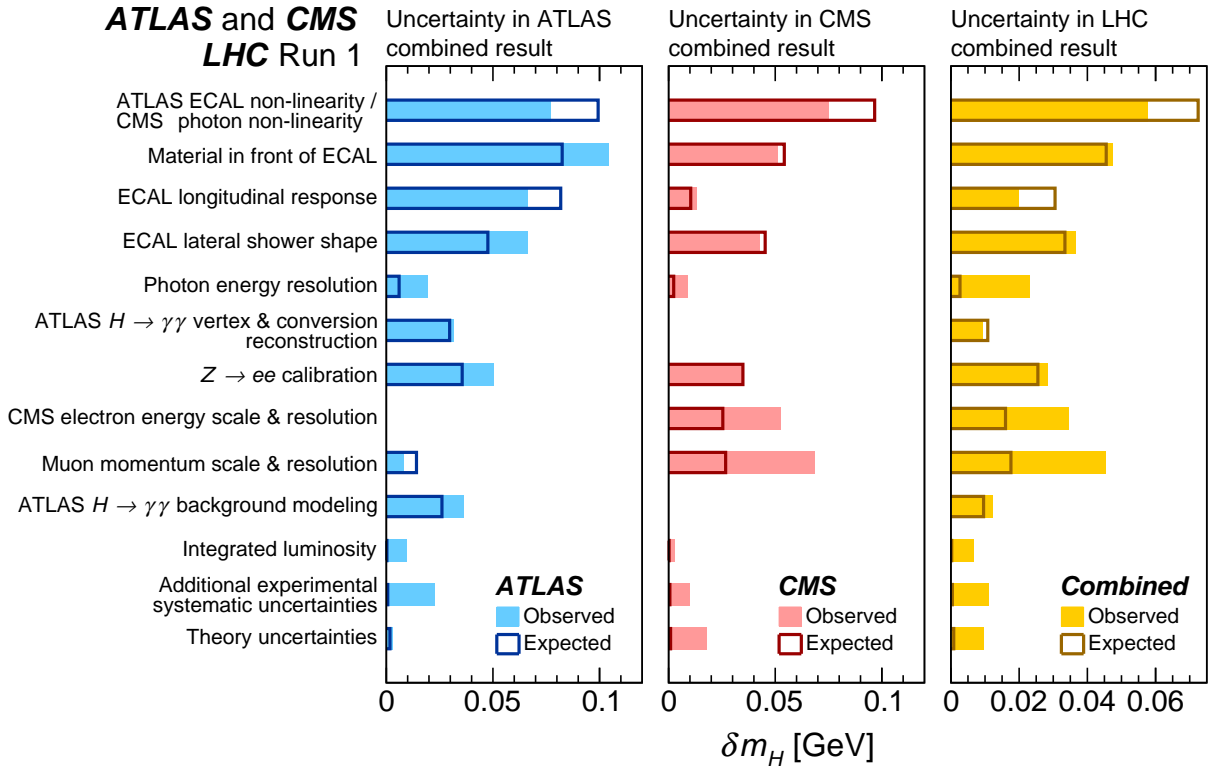 ATLAS and CMS
LHC Run 1
Uncertainty in ATLAS
combined result
Uncertainty in CMS
combined result
Uncertainty in LHC
combined result
ATLAS ECAL non-linearity /
CMS photon non-linearity
Material in front of ECAL
ECAL longitudinal response
ECAL lateral shower shape
Photon energy resolution
ATLAS H → γγ vertex & conversion
reconstruction
Z → ee calibration
CMS electron energy scale & resolution
Muon momentum scale & resolution
ATLAS H → γγ background modeling
Integrated luminosity
Additional experimental
systematic uncertainties
Theory uncertainties
ATLAS
Observed
Expected
CMS
Observed
Expected
Combined
Observed
Expected
0 0.05 0.1
0 0.05 0.1
0 0.02 0.04 0.06
δm_H [GeV]